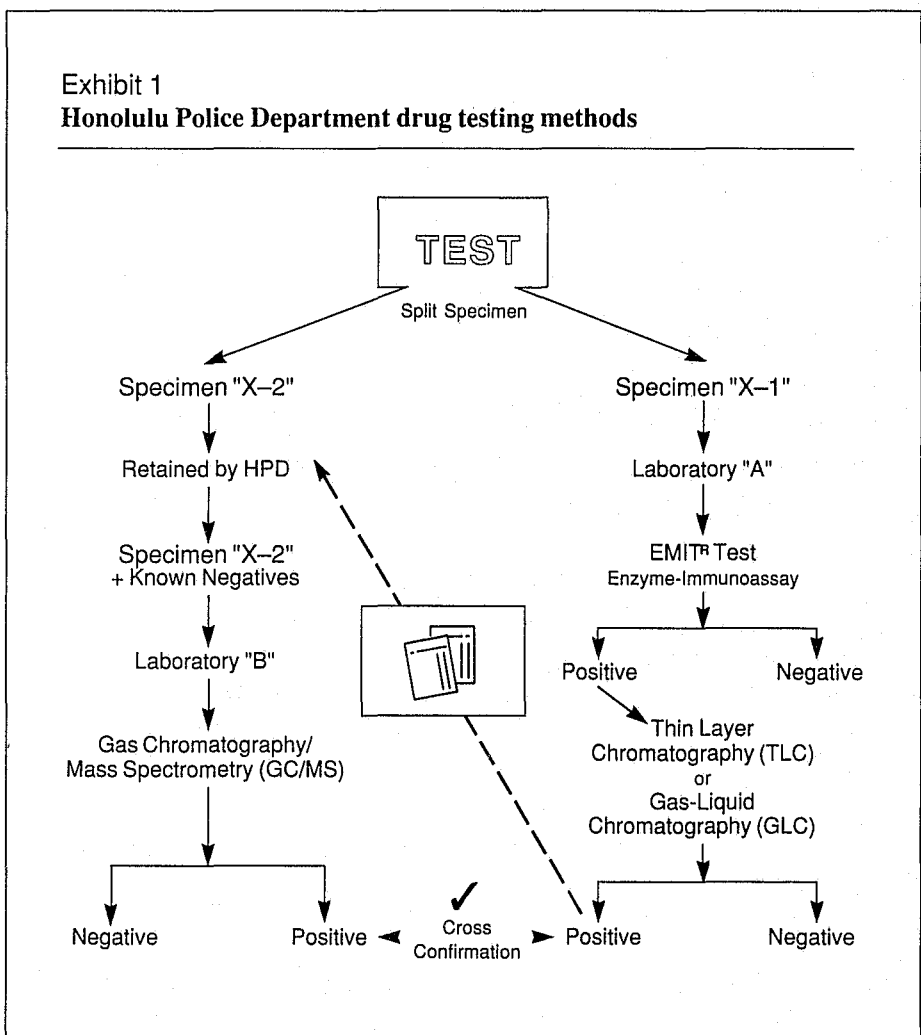 Exhibit 1
Honolulu Police Department drug testing methods
TEST
Split Specimen
Specimen "X–2"
Retained by HPD
Specimen "X–2"
+ Known Negatives
Laboratory "B"
Gas Chromatography/
Mass Spectrometry (GC/MS)
Negative
Positive
Specimen "X–1"
Laboratory "A"
EMITᴿ Test
Enzyme-Immunoassay
Positive
Negative
Thin Layer
Chromatography (TLC)
or
Gas-Liquid
Chromatography (GLC)
✓
Cross
Confirmation
Positive
Negative